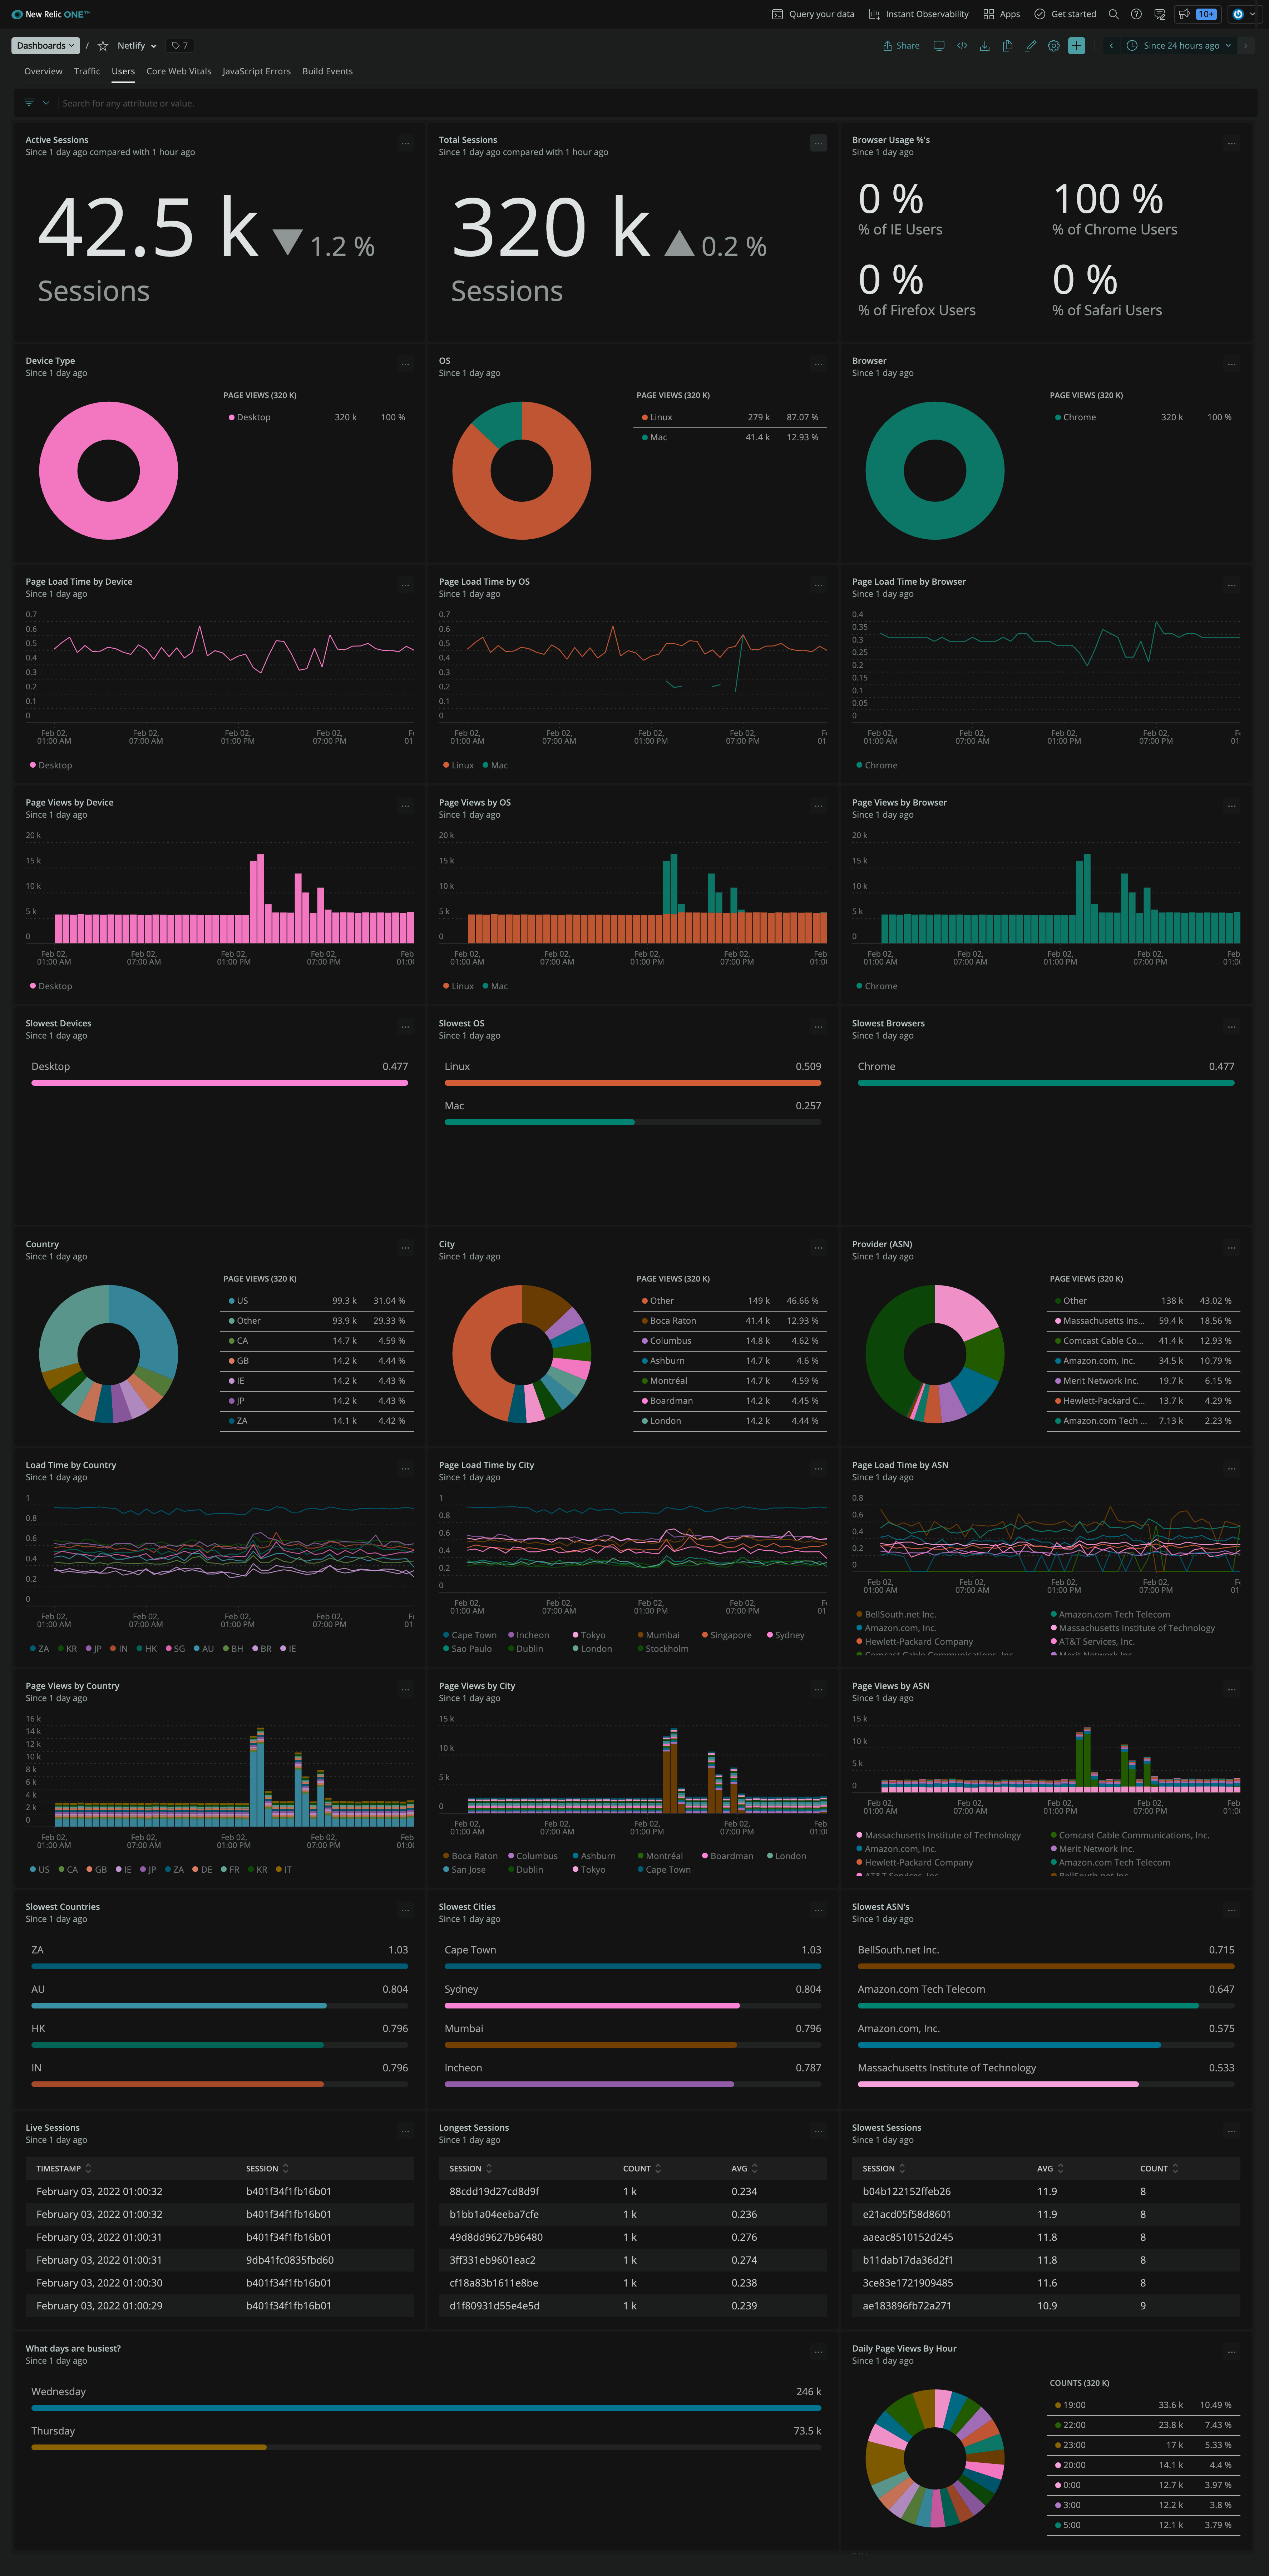 New Relic ONE™
Query your data
Instant Observability
Apps
Get started
10+
Dashboards / Netlify 7
Share
Since 24 hours ago
Overview Traffic Users Core Web Vitals JavaScript Errors Build Events
Search for any attribute or value.
Active Sessions
Since 1 day ago compared with 1 hour ago
42.5 k 1.2 %
Sessions
Total Sessions
Since 1 day ago compared with 1 hour ago
320 k 0.2 %
Sessions
Browser Usage %'s
Since 1 day ago
0 % 100 %
% of IE Users % of Chrome Users
0 % 0 %
% of Firefox Users % of Safari Users
Device Type
Since 1 day ago
PAGE VIEWS (320 K)
Desktop 320 k 100 %
OS
Since 1 day ago
PAGE VIEWS (320 K)
Linux 279 k 87.07 %
Mac 41.4 k 12.93 %
Browser
Since 1 day ago
PAGE VIEWS (320 K)
Chrome 320 k 100 %
Page Load Time by Device
Since 1 day ago
0.7
0.6
0.5
0.4
0.3
0.2
0.1
0
Feb 02, Feb 02, Feb 02, Feb 02, Fe
01:00 AM 07:00 AM 01:00 PM 07:00 PM 01
Desktop
Page Load Time by OS
Since 1 day ago
0.7
0.6
0.5
0.4
0.3
0.2
0.1
0
Feb 02, Feb 02, Feb 02, Feb 02, Fe
01:00 AM 07:00 AM 01:00 PM 07:00 PM 01
Linux Mac
Page Load Time by Browser
Since 1 day ago
0.4
0.35
0.3
0.25
0.2
0.15
0.1
0.05
0
Feb 02, Feb 02, Feb 02, Feb 02, Fe
01:00 AM 07:00 AM 01:00 PM 07:00 PM 01
Chrome
Page Views by Device
Since 1 day ago
20 k
15 k
10 k
5 k
0
Feb 02, Feb 02, Feb 02, Feb 02, Feb
01:00 AM 07:00 AM 01:00 PM 07:00 PM 01:0
Desktop
Page Views by OS
Since 1 day ago
20 k
15 k
10 k
5 k
0
Feb 02, Feb 02, Feb 02, Feb 02, Feb
01:00 AM 07:00 AM 01:00 PM 07:00 PM 01:0
Linux Mac
Page Views by Browser
Since 1 day ago
20 k
15 k
10 k
5 k
0
Feb 02, Feb 02, Feb 02, Feb 02, Feb
01:00 AM 07:00 AM 01:00 PM 07:00 PM 01:0
Chrome
Slowest Devices
Since 1 day ago
Desktop 0.477
Slowest OS
Since 1 day ago
Linux 0.509
Mac 0.257
Slowest Browsers
Since 1 day ago
Chrome 0.477
Country
Since 1 day ago
PAGE VIEWS (320 K)
US 99.3 k 31.04 %
Other 93.9 k 29.33 %
CA 14.7 k 4.59 %
GB 14.2 k 4.44 %
IE 14.2 k 4.43 %
JP 14.2 k 4.43 %
ZA 14.1 k 4.42 %
City
Since 1 day ago
PAGE VIEWS (320 K)
Other 149 k 46.66 %
Boca Raton 41.4 k 12.93 %
Columbus 14.8 k 4.62 %
Ashburn 14.7 k 4.6 %
Montréal 14.7 k 4.59 %
Boardman 14.2 k 4.45 %
London 14.2 k 4.44 %
Provider (ASN)
Since 1 day ago
PAGE VIEWS (320 K)
Other 138 k 43.02 %
Massachusetts Ins... 59.4 k 18.56 %
Comcast Cable Co... 41.4 k 12.93 %
Amazon.com, Inc. 34.5 k 10.79 %
Merit Network Inc. 19.7 k 6.15 %
Hewlett-Packard C... 13.7 k 4.29 %
Amazon.com Tech ... 7.13 k 2.23 %
Load Time by Country
Since 1 day ago
1
0.8
0.6
0.4
0.2
0
Feb 02, Feb 02, Feb 02, Feb 02, Fe
01:00 AM 07:00 AM 01:00 PM 07:00 PM 01
ZA KR JP IN HK SG AU BH BR IE
Page Load Time by City
Since 1 day ago
1
0.8
0.6
0.4
0.2
0
Feb 02, Feb 02, Feb 02, Feb 02, Fe
01:00 AM 07:00 AM 01:00 PM 07:00 PM 01
Cape Town Incheon Tokyo Mumbai Singapore Sydney
Sao Paulo Dublin London Stockholm
Page Load Time by ASN
Since 1 day ago
0.8
0.6
0.4
0.2
Feb 02, Feb 02, Feb 02, Feb 02, Fe
01:00 AM 07:00 AM 01:00 PM 07:00 PM 01
BellSouth.net Inc. Amazon.com Tech Telecom
Amazon.com, Inc. Massachusetts Institute of Technology
Hewlett-Packard Company AT&T Services, Inc.
Comcast Cable Communications, Inc. Merit Network Inc.
Page Views by Country
Since 1 day ago
16 k
14 k
12 k
10 k
8 k
6 k
4 k
2 k
0
Feb 02, Feb 02, Feb 02, Feb 02, Feb
01:00 AM 07:00 AM 01:00 PM 07:00 PM 01:0
US CA GB IE JP ZA DE FR KR IT
Page Views by City
Since 1 day ago
15 k
10 k
5 k
0
Feb 02, Feb 02, Feb 02, Feb 02, Feb
01:00 AM 07:00 AM 01:00 PM 07:00 PM 01:0
Boca Raton Columbus Ashburn Montréal Boardman London
San Jose Dublin Tokyo Cape Town
Page Views by ASN
Since 1 day ago
15 k
10 k
5 k
0
Feb 02, Feb 02, Feb 02, Feb 02, Feb
01:00 AM 07:00 AM 01:00 PM 07:00 PM 01:0
Massachusetts Institute of Technology Comcast Cable Communications, Inc.
Amazon.com, Inc. Merit Network Inc.
Hewlett-Packard Company Amazon.com Tech Telecom
AT&T Services, Inc. BellSouth.net Inc.
Slowest Countries
Since 1 day ago
ZA 1.03
AU 0.804
HK 0.796
IN 0.796
Slowest Cities
Since 1 day ago
Cape Town 1.03
Sydney 0.804
Mumbai 0.796
Incheon 0.787
Slowest ASN's
Since 1 day ago
BellSouth.net Inc. 0.715
Amazon.com Tech Telecom 0.647
Amazon.com, Inc. 0.575
Massachusetts Institute of Technology 0.533
Live Sessions
Since 1 day ago
TIMESTAMP SESSION
February 03, 2022 01:00:32 b401f34f1fb16b01
February 03, 2022 01:00:32 b401f34f1fb16b01
February 03, 2022 01:00:31 b401f34f1fb16b01
February 03, 2022 01:00:31 9db41fc0835fbd60
February 03, 2022 01:00:30 b401f34f1fb16b01
February 03, 2022 01:00:29 b401f34f1fb16b01
Longest Sessions
Since 1 day ago
SESSION COUNT AVG
88cdd19d27cd8d9f 1 k 0.234
b1bb1a04eeba7cfe 1 k 0.236
49d8dd9627b96480 1 k 0.276
3ff331eb9601eac2 1 k 0.274
cf18a83b1611e8be 1 k 0.238
d1f80931d55e4e5d 1 k 0.239
Slowest Sessions
Since 1 day ago
SESSION AVG COUNT
b04b122152ffeb26 11.9 8
e21acd05f58d8601 11.9 8
aaeac8510152d245 11.8 8
b11dab17da36d2f1 11.8 8
3ce83e1721909485 11.6 8
ae183896fb72a271 10.9 9
What days are busiest?
Since 1 day ago
Wednesday 246 k
Thursday 73.5 k
Daily Page Views By Hour
Since 1 day ago
COUNTS (320 K)
19:00 33.6 k 10.49 %
22:00 23.8 k 7.43 %
23:00 17 k 5.33 %
20:00 14.1 k 4.4 %
0:00 12.7 k 3.97 %
3:00 12.2 k 3.8 %
5:00 12.1 k 3.79 %